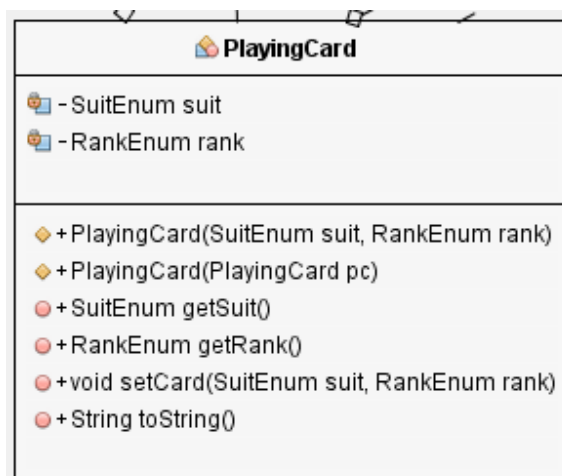 PlayingCard
-SuitEnum suit
-RankEnum rank
+PlayingCard(SuitEnum suit, RankEnum rank)
+PlayingCard(PlayingCard pc)
+SuitEnum getSuit()
+RankEnum getRank()
+void setCard(SuitEnum suit, RankEnum rank)
+String toString()